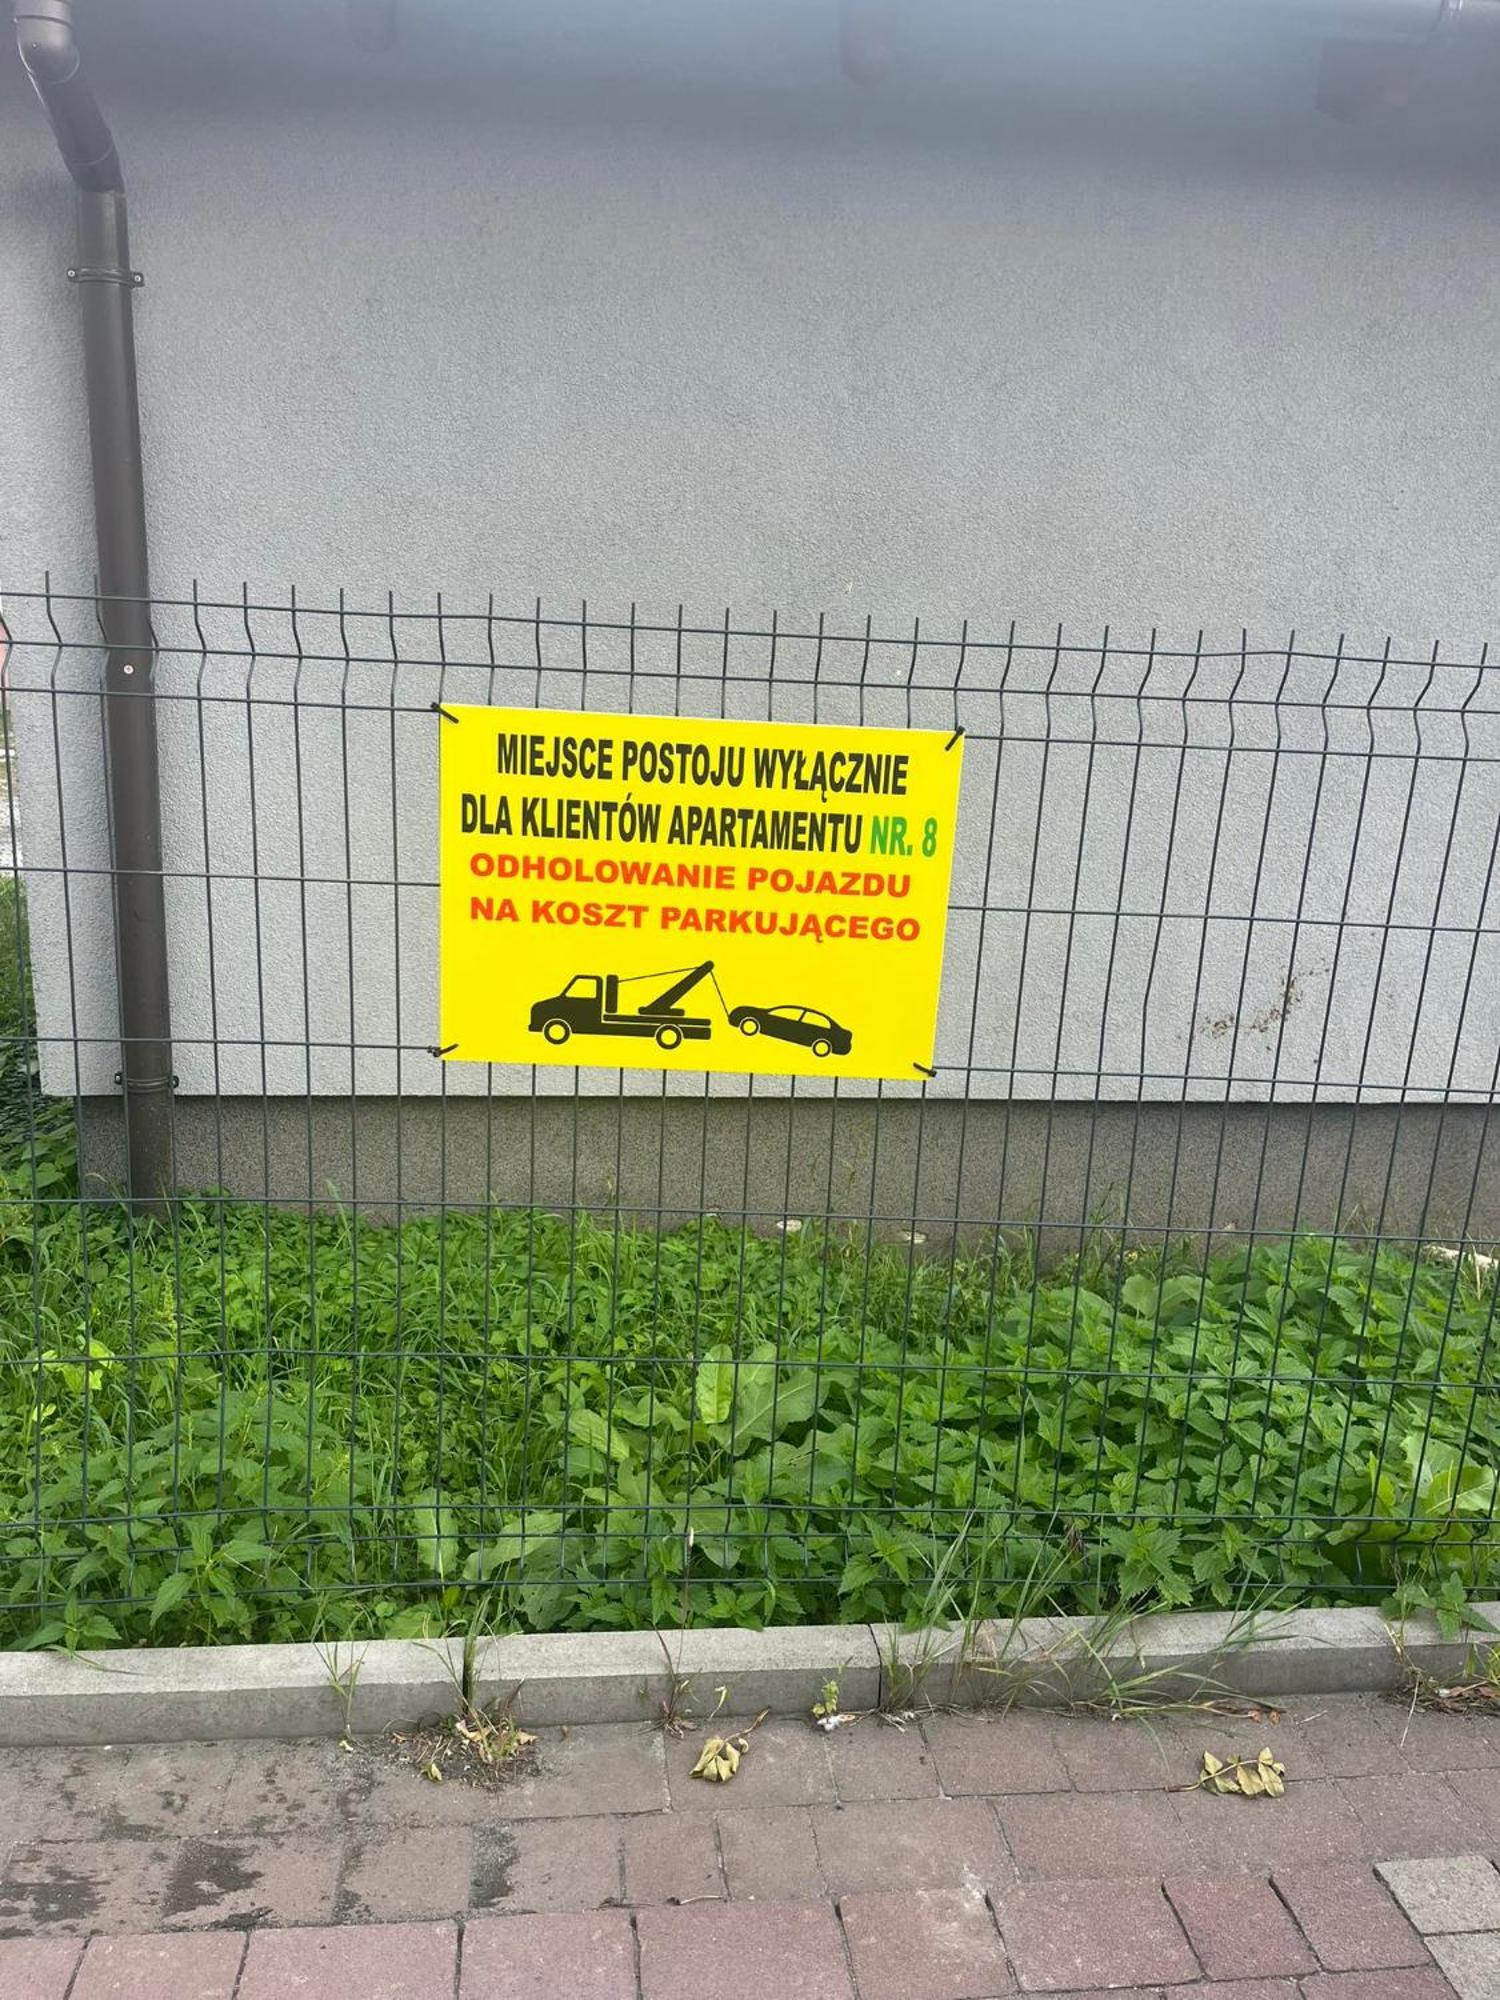 MIEJSCE POSTOJU WYŁĄCZNIE
DLA KLIENTÓW APARTAMENTU NR. 8
ODHOLOWANIE POJAZDU
NA KOSZT PARKUJĄCEGO